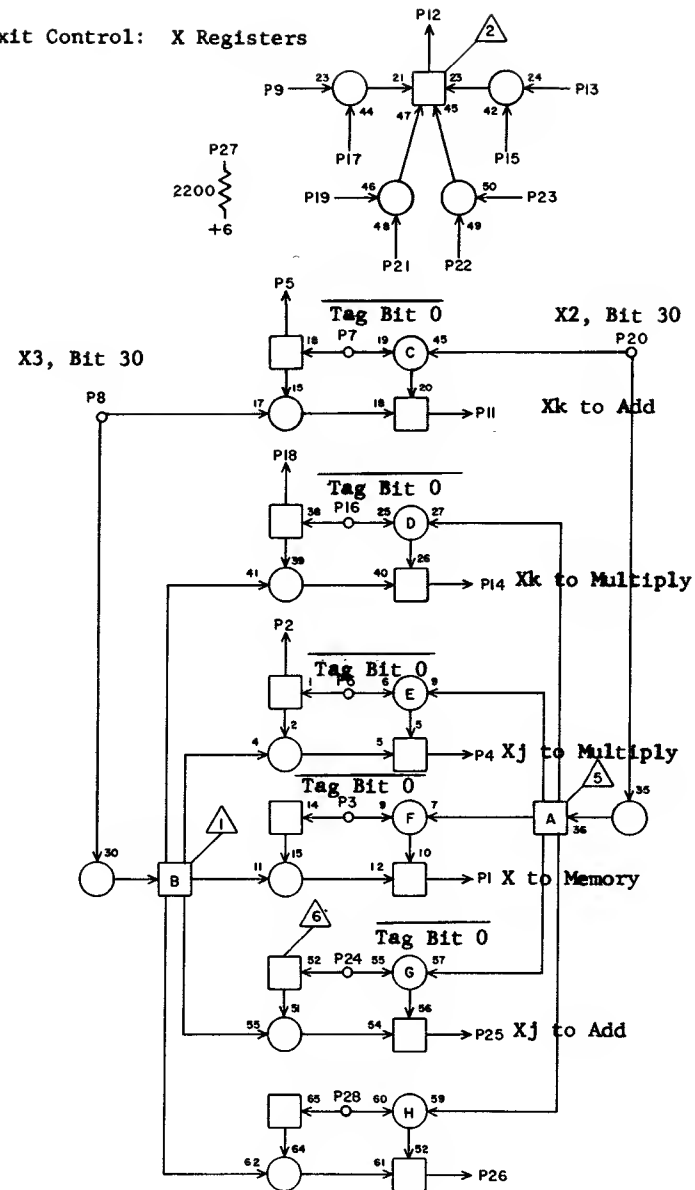 xit Control: X Registers
P12
2
P9 23 21 23 24 P13
44 47 45 42
P17 P15
P27
2200
+6
P19 46 50 P23
48 49
P21 P22
P5
Tag Bit 0
X2, Bit 30
P7 P20
18 19 C 45
X3, Bit 30
P8
15 20
17 18 P11 Xk to Add
P18
Tag Bit 0
P16
38 25 D 27
39 26
41 40 P14 Xk to Multiply
P2
Tag Bit 0
1 6 E 9
2 5
4 5 P4 Xj to Multiply
Tag Bit 0
P3
14 9 F 7 A 36 35
5
1
30 B
15 10
11 12 P1 X to Memory
6
Tag Bit 0
P24
52 55 G 57
51 56
55 54 P25 Xj to Add
P28
65 60 H 59
64 52
62 61 P26